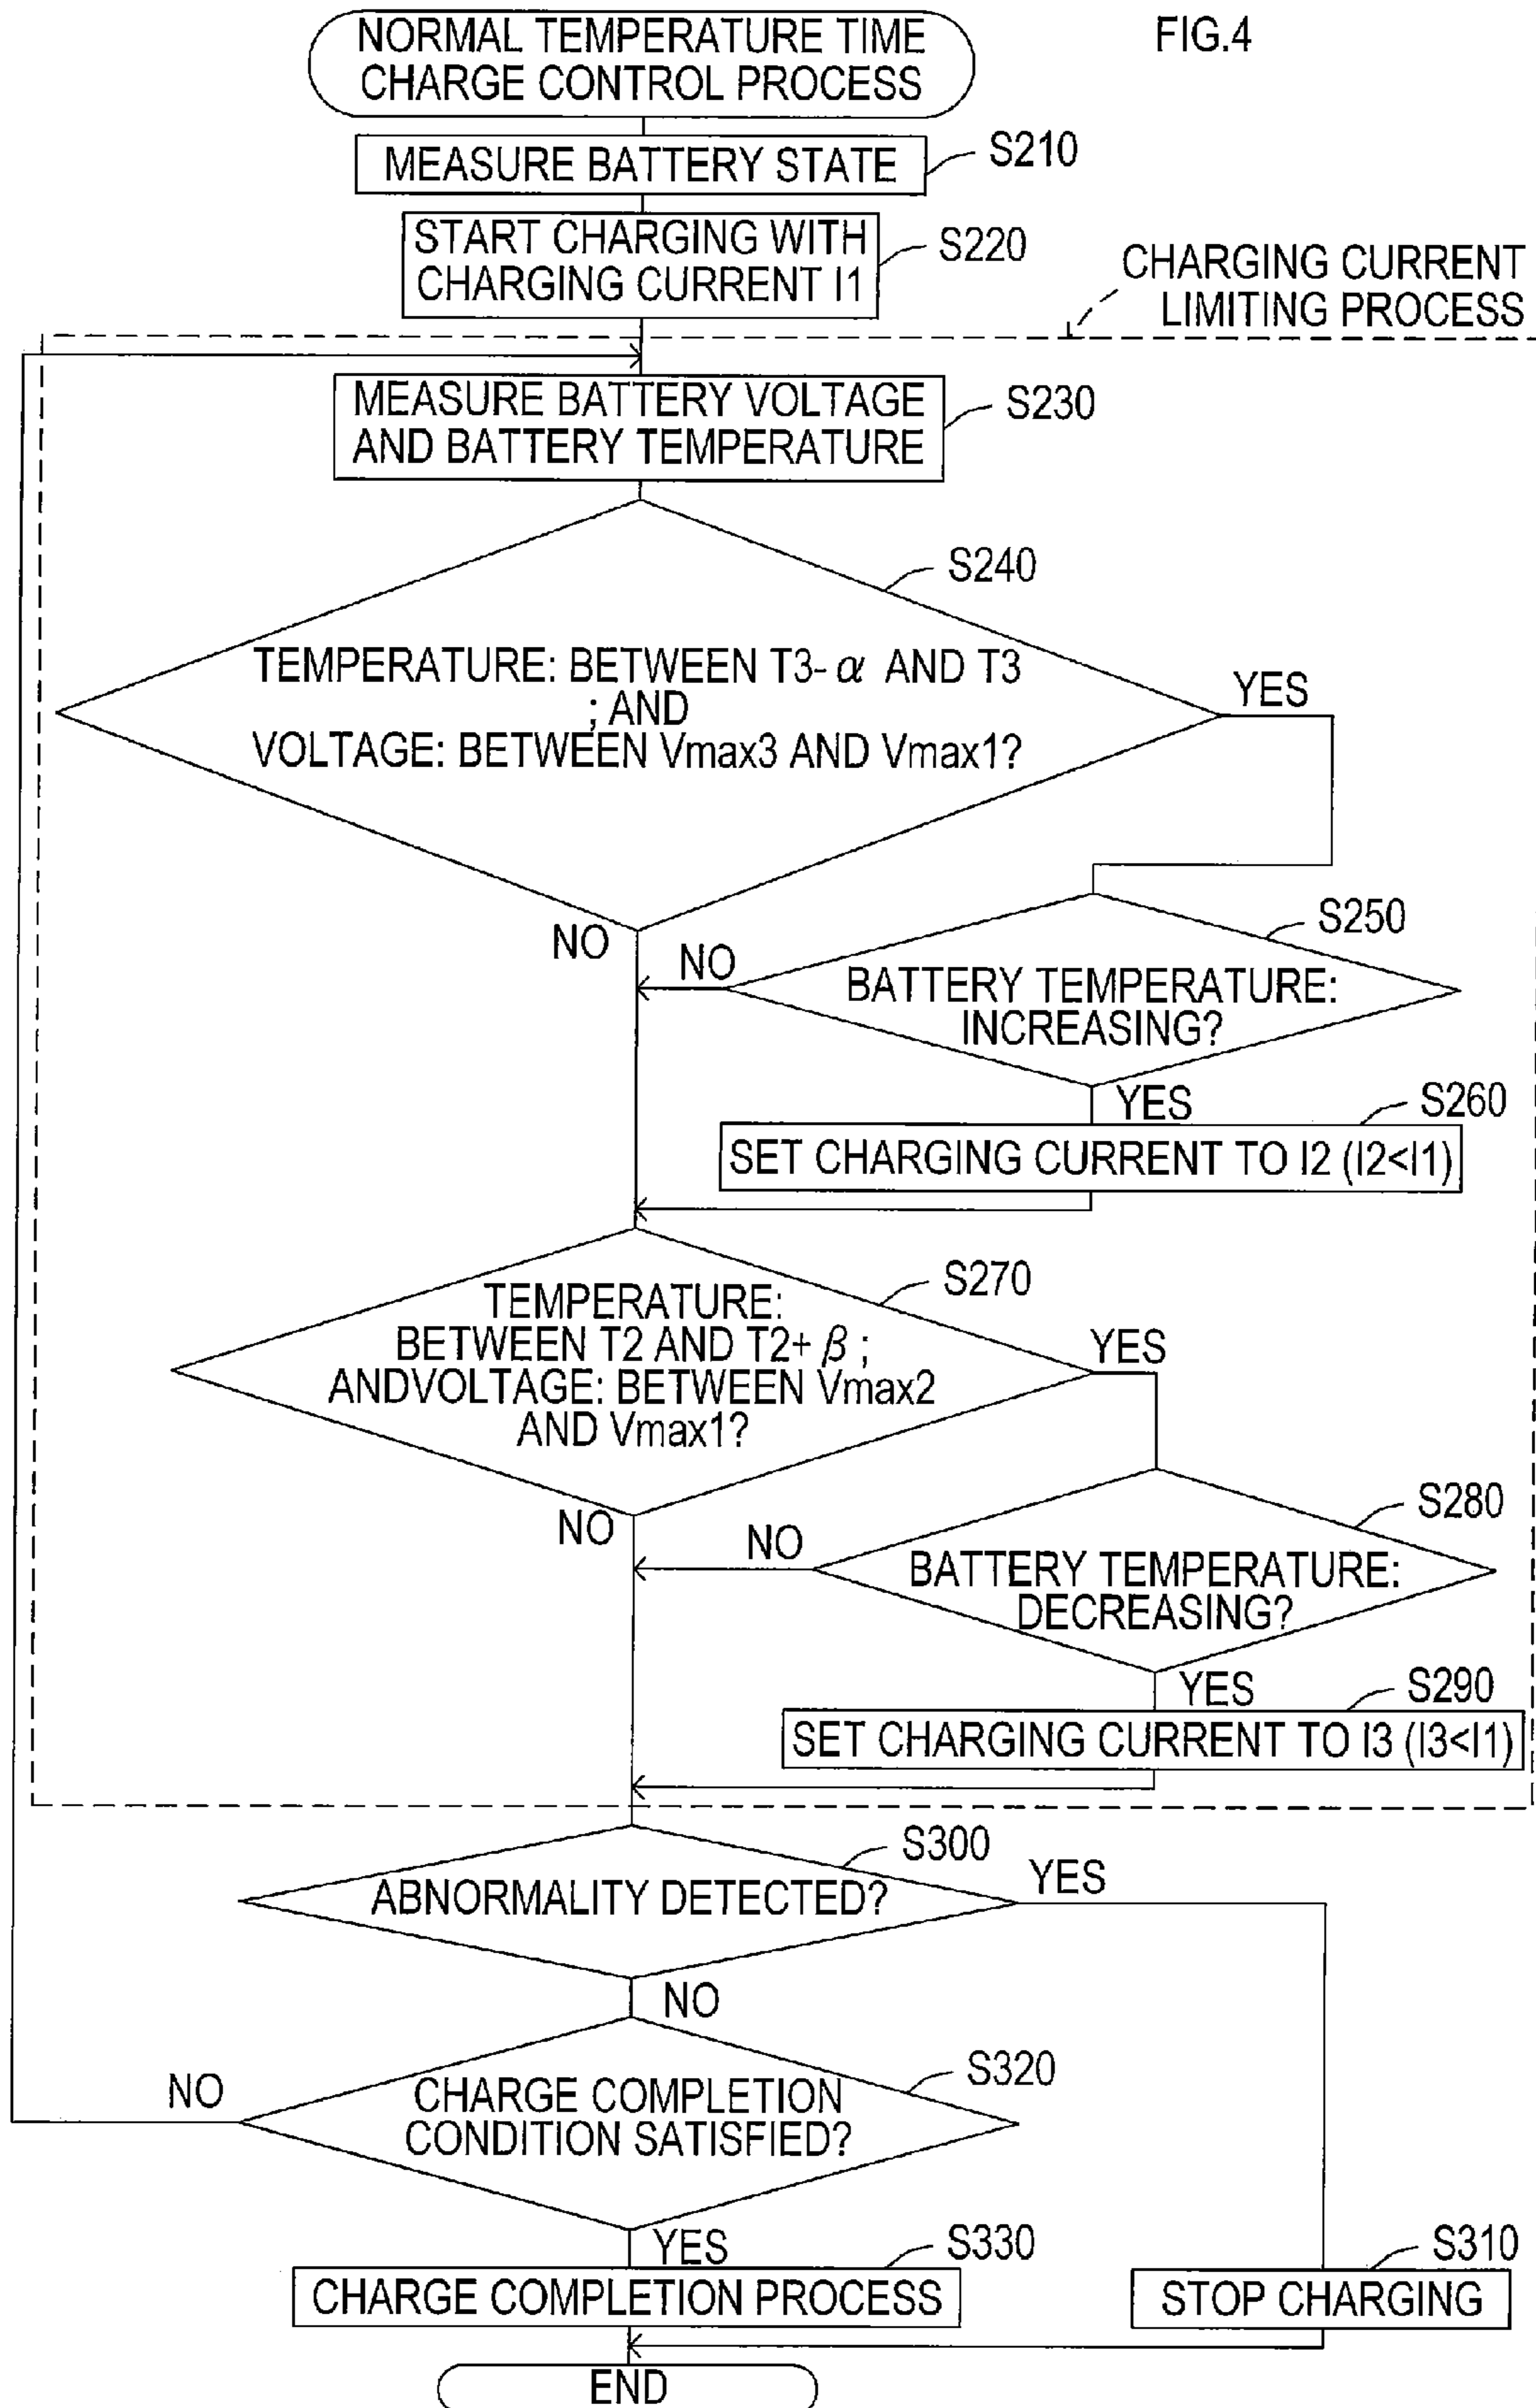 FIG.4
NORMAL TEMPERATURE TIME
CHARGE CONTROL PROCESS
MEASURE BATTERY STATE
S210
START CHARGING WITH
CHARGING CURRENT I1
S220
CHARGING CURRENT
LIMITING PROCESS
MEASURE BATTERY VOLTAGE
AND BATTERY TEMPERATURE
S230
S240
TEMPERATURE: BETWEEN T3-α AND T3
; AND
VOLTAGE: BETWEEN Vmax3 AND Vmax1?
YES
NO
S250
NO
BATTERY TEMPERATURE:
INCREASING?
YES
S260
SET CHARGING CURRENT TO I2 (I2<I1)
S270
TEMPERATURE:
BETWEEN T2 AND T2+β;
ANDVOLTAGE: BETWEEN Vmax2
AND Vmax1?
YES
NO
S280
NO
BATTERY TEMPERATURE:
DECREASING?
YES
S290
SET CHARGING CURRENT TO I3 (I3<I1)
S300
ABNORMALITY DETECTED?
YES
NO
S320
NO
CHARGE COMPLETION
CONDITION SATISFIED?
YES
S330
CHARGE COMPLETION PROCESS
S310
STOP CHARGING
END